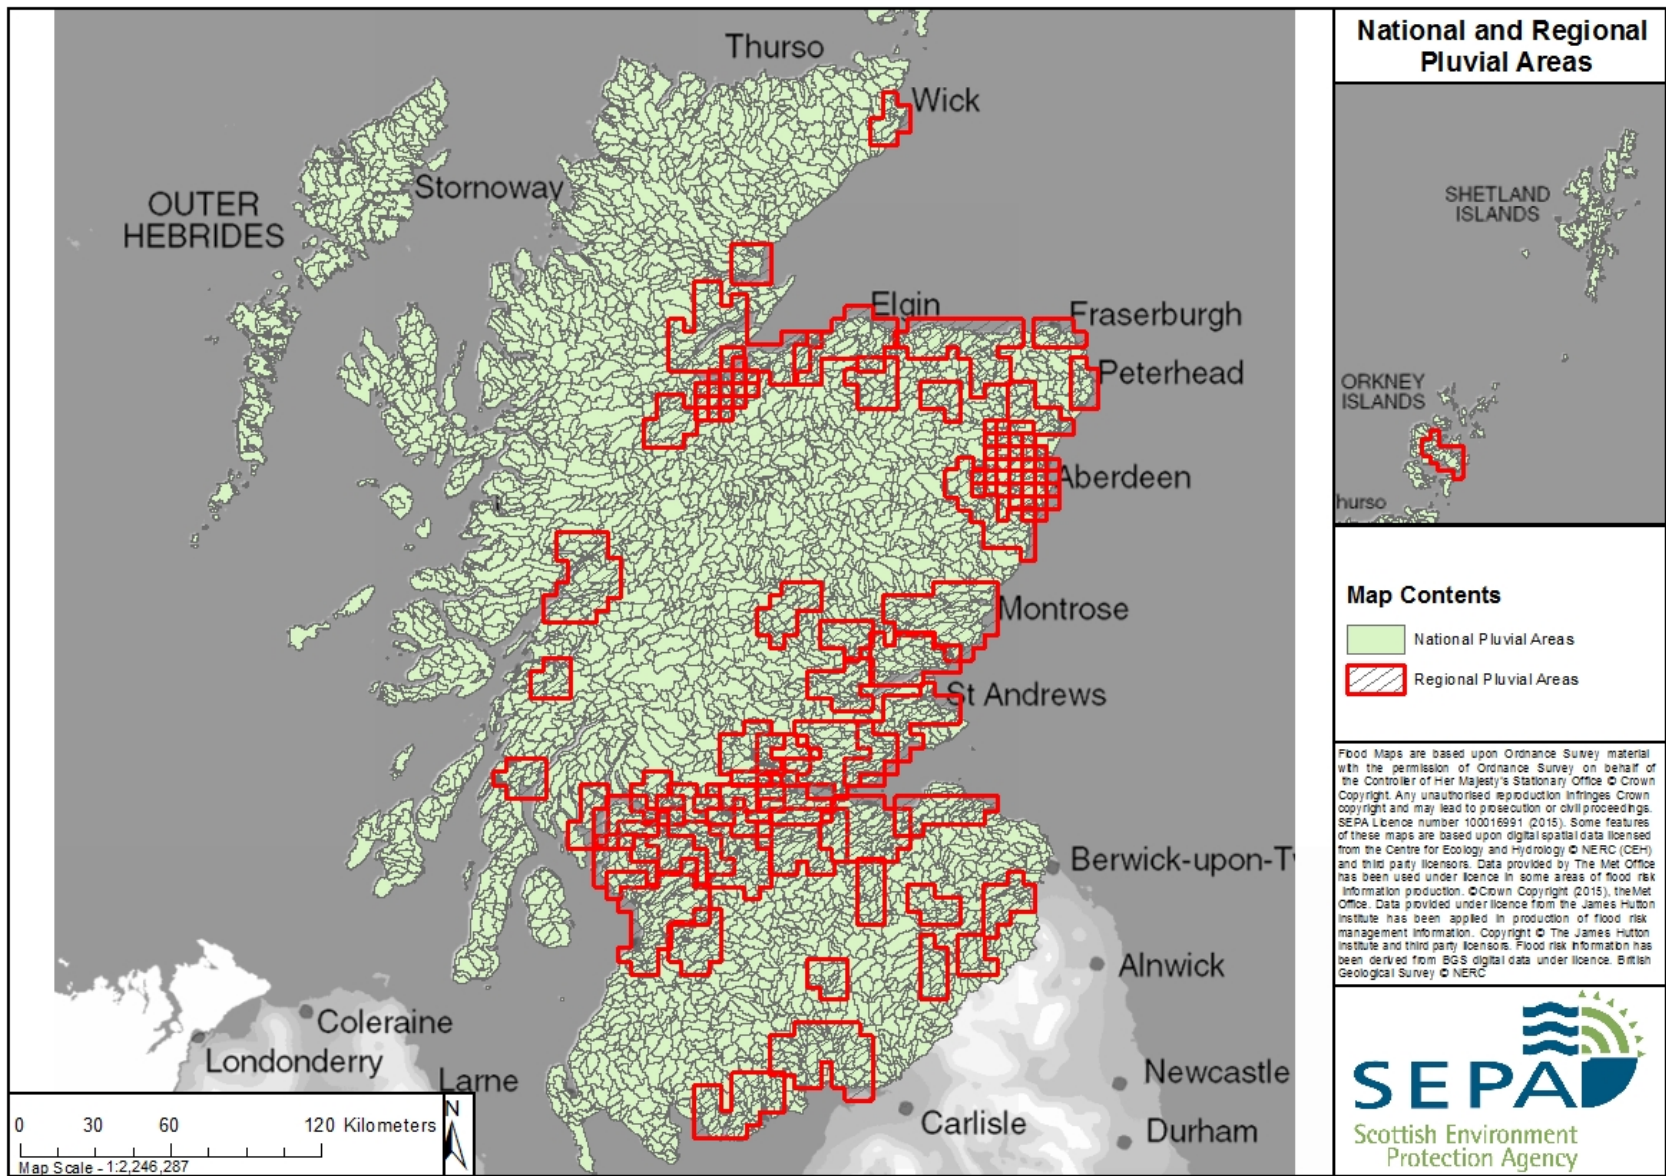 National and Regional
Pluvial Areas
Thurso
Wick
Stornoway
OUTER
HEBRIDES
Elgin
Fraserburgh
Peterhead
Aberdeen
Montrose
St Andrews
Berwick-upon-Tw
Alnwick
Coleraine
Londonderry
Larne
Newcastle
Carlisle
Durham
0 30 60 120 Kilometers
Map Scale - 1:2,246,287
N
SHETLAND
ISLANDS
ORKNEY
ISLANDS
hurso
Map Contents
National Pluvial Areas
Regional Pluvial Areas
Flood Maps are based upon Ordnance Survey material
with the permission of Ordnance Survey on behalf of
the Controller of Her Majesty's Stationary Office © Crown
Copyright. Any unauthorised reproduction infringes Crown
copyright and may lead to prosecution or civil proceedings.
SEPA Licence number 100016991 (2015). Some features
of these maps are based upon digital spatial data licensed
from the Centre for Ecology and Hydrology © NERC (CEH)
and third party licensors. Data provided by The Met Office
has been used under licence in some areas of flood risk
information production. ©Crown Copyright (2015), the Met
Office. Data provided under licence from the James Hutton
Institute has been applied in production of flood risk
management information. Copyright © The James Hutton
Institute and third party licensors. Flood risk information has
been derived from BGS digital data under licence. British
Geological Survey © NERC
SEPA
Scottish Environment
Protection Agency